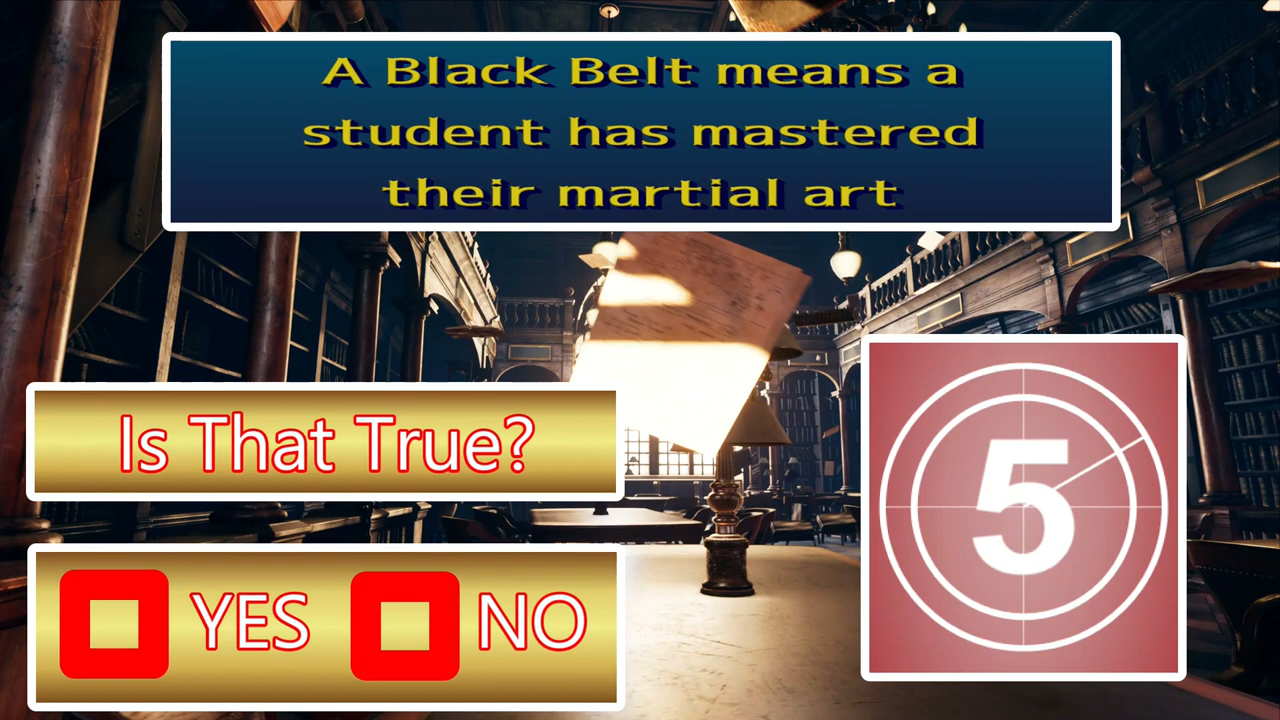 A Black Belt means a
student has mastered
their martial art
Is That True?
YES NO
5